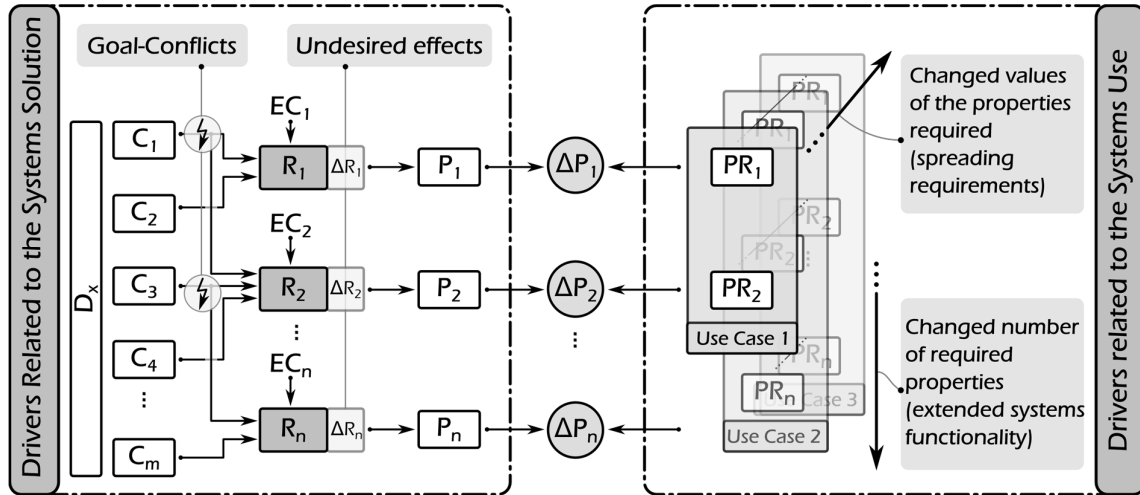 Drivers Related to the Systems Solution
Goal-Conflicts
Undesired effects
D_x
C_1
C_2
C_3
C_4
...
C_m
EC_1
R_1
ΔR_1
P_1
ΔP_1
EC_2
R_2
ΔR_2
P_2
ΔP_2
...
...
EC_n
R_n
ΔR_n
P_n
ΔP_n
PR_1
PR_2
Use Case 1
PR_1
PR_2
...
PR_n
Use Case 2
PR_1
PR_2
PR_n
Use Case 3
Changed values
of the properties
required
(spreading
requirements)
Changed number
of required
properties
(extended systems
functionality)
Drivers related to the Systems Use